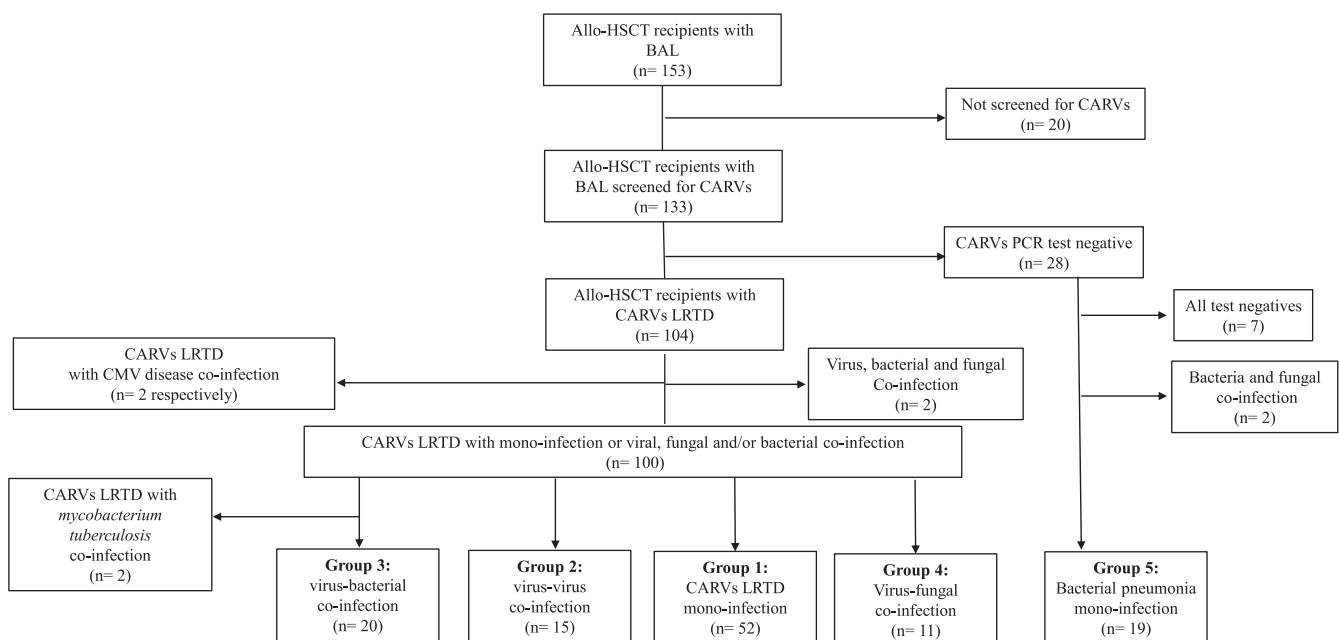 Allo-HSCT recipients with
BAL
(n= 153)
Not screened for CARVs
(n= 20)
Allo-HSCT recipients with
BAL screened for CARVs
(n= 133)
CARVs PCR test negative
(n= 28)
Allo-HSCT recipients with
CARVs LRTD
(n= 104)
All test negatives
(n= 7)
CARVs LRTD
with CMV disease co-infection
(n= 2 respectively)
Virus, bacterial and fungal
Co-infection
(n= 2)
Bacteria and fungal
co-infection
(n= 2)
CARVs LRTD with mono-infection or viral, fungal and/or bacterial co-infection
(n= 100)
CARVs LRTD with
mycobacterium
tuberculosis
co-infection
(n= 2)
Group 3:
virus-bacterial
co-infection
(n= 20)
Group 2:
virus-virus
co-infection
(n= 15)
Group 1:
CARVs LRTD
mono-infection
(n= 52)
Group 4:
Virus-fungal
co-infection
(n= 11)
Group 5:
Bacterial pneumonia
mono-infection
(n= 19)